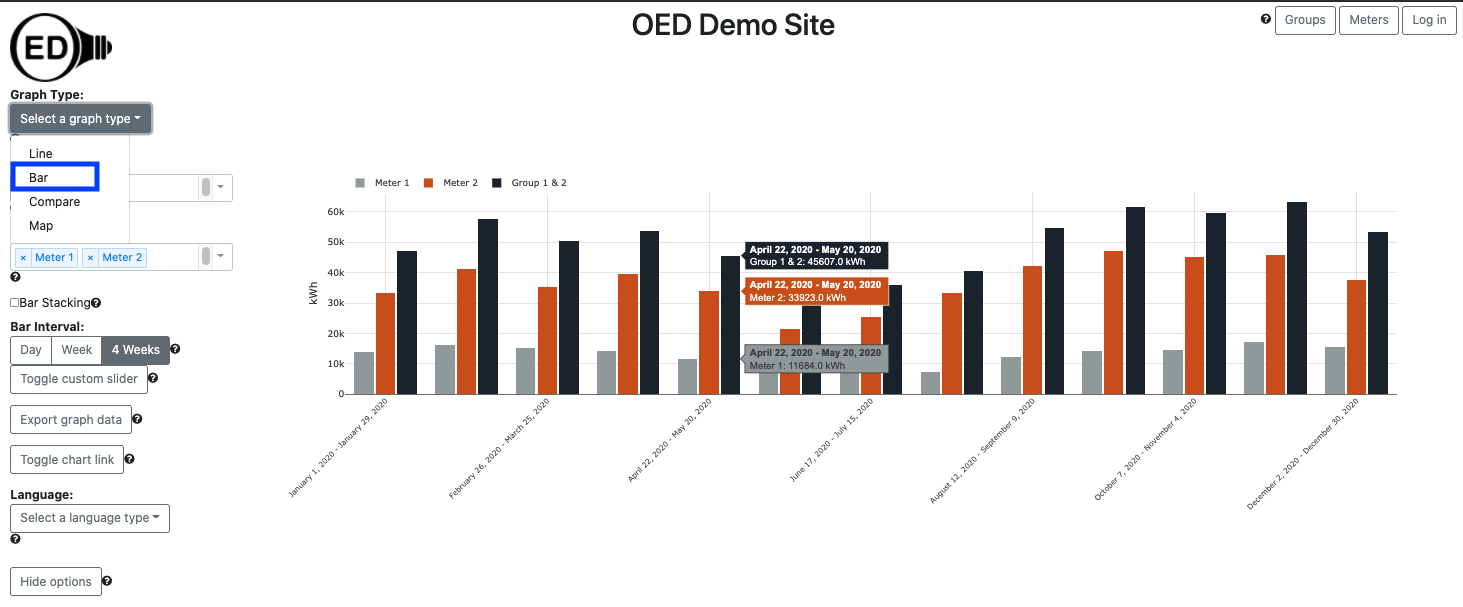 OED Demo Site
Groups
Meters
Log in
ED
Graph Type:
Select a graph type
Line
Bar
Compare
Map
× Meter 1 × Meter 2
Bar Stacking
Bar Interval:
Day Week 4 Weeks
Toggle custom slider
Export graph data
Toggle chart link
Language:
Select a language type
Hide options
Meter 1 Meter 2 Group 1 & 2
kWh
60k
50k
40k
30k
20k
10k
0
April 22, 2020 - May 20, 2020
Group 1 & 2: 45607.0 kWh
April 22, 2020 - May 20, 2020
Meter 2: 33923.0 kWh
April 22, 2020 - May 20, 2020
Meter 1: 11684.0 kWh
January 1, 2020 - January 29, 2020
February 26, 2020 - March 25, 2020
April 22, 2020 - May 20, 2020
June 17, 2020 - July 15, 2020
August 12, 2020 - September 9, 2020
October 7, 2020 - November 4, 2020
December 2, 2020 - December 30, 2020